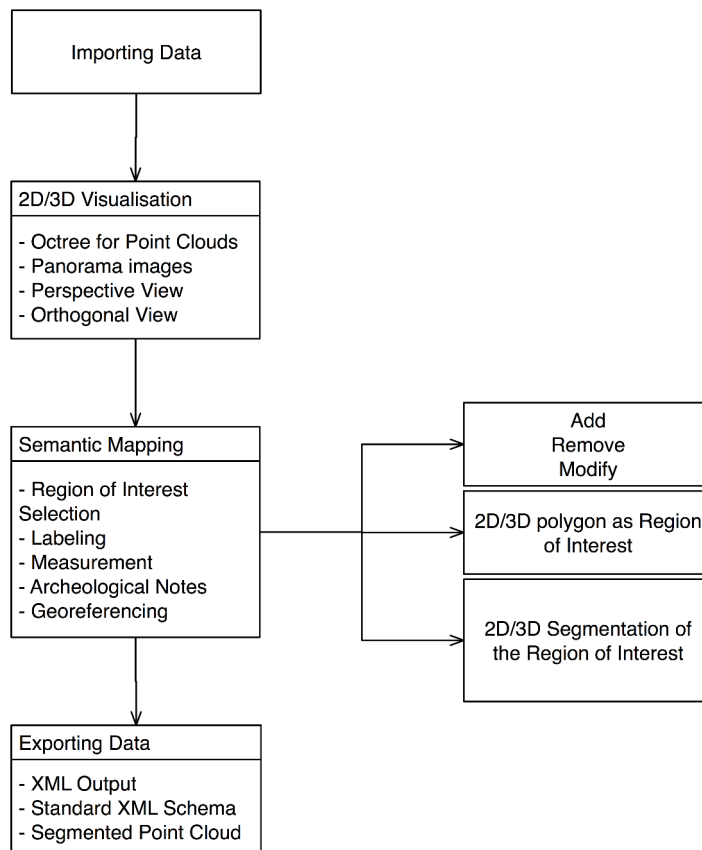 Importing Data
2D/3D Visualisation
- Octree for Point Clouds
- Panorama images
- Perspective View
- Orthogonal View
Semantic Mapping
- Region of Interest
Selection
- Labeling
- Measurement
- Archeological Notes
- Georeferencing
Add
Remove
Modify
2D/3D polygon as Region
of Interest
2D/3D Segmentation of
the Region of Interest
Exporting Data
- XML Output
- Standard XML Schema
- Segmented Point Cloud